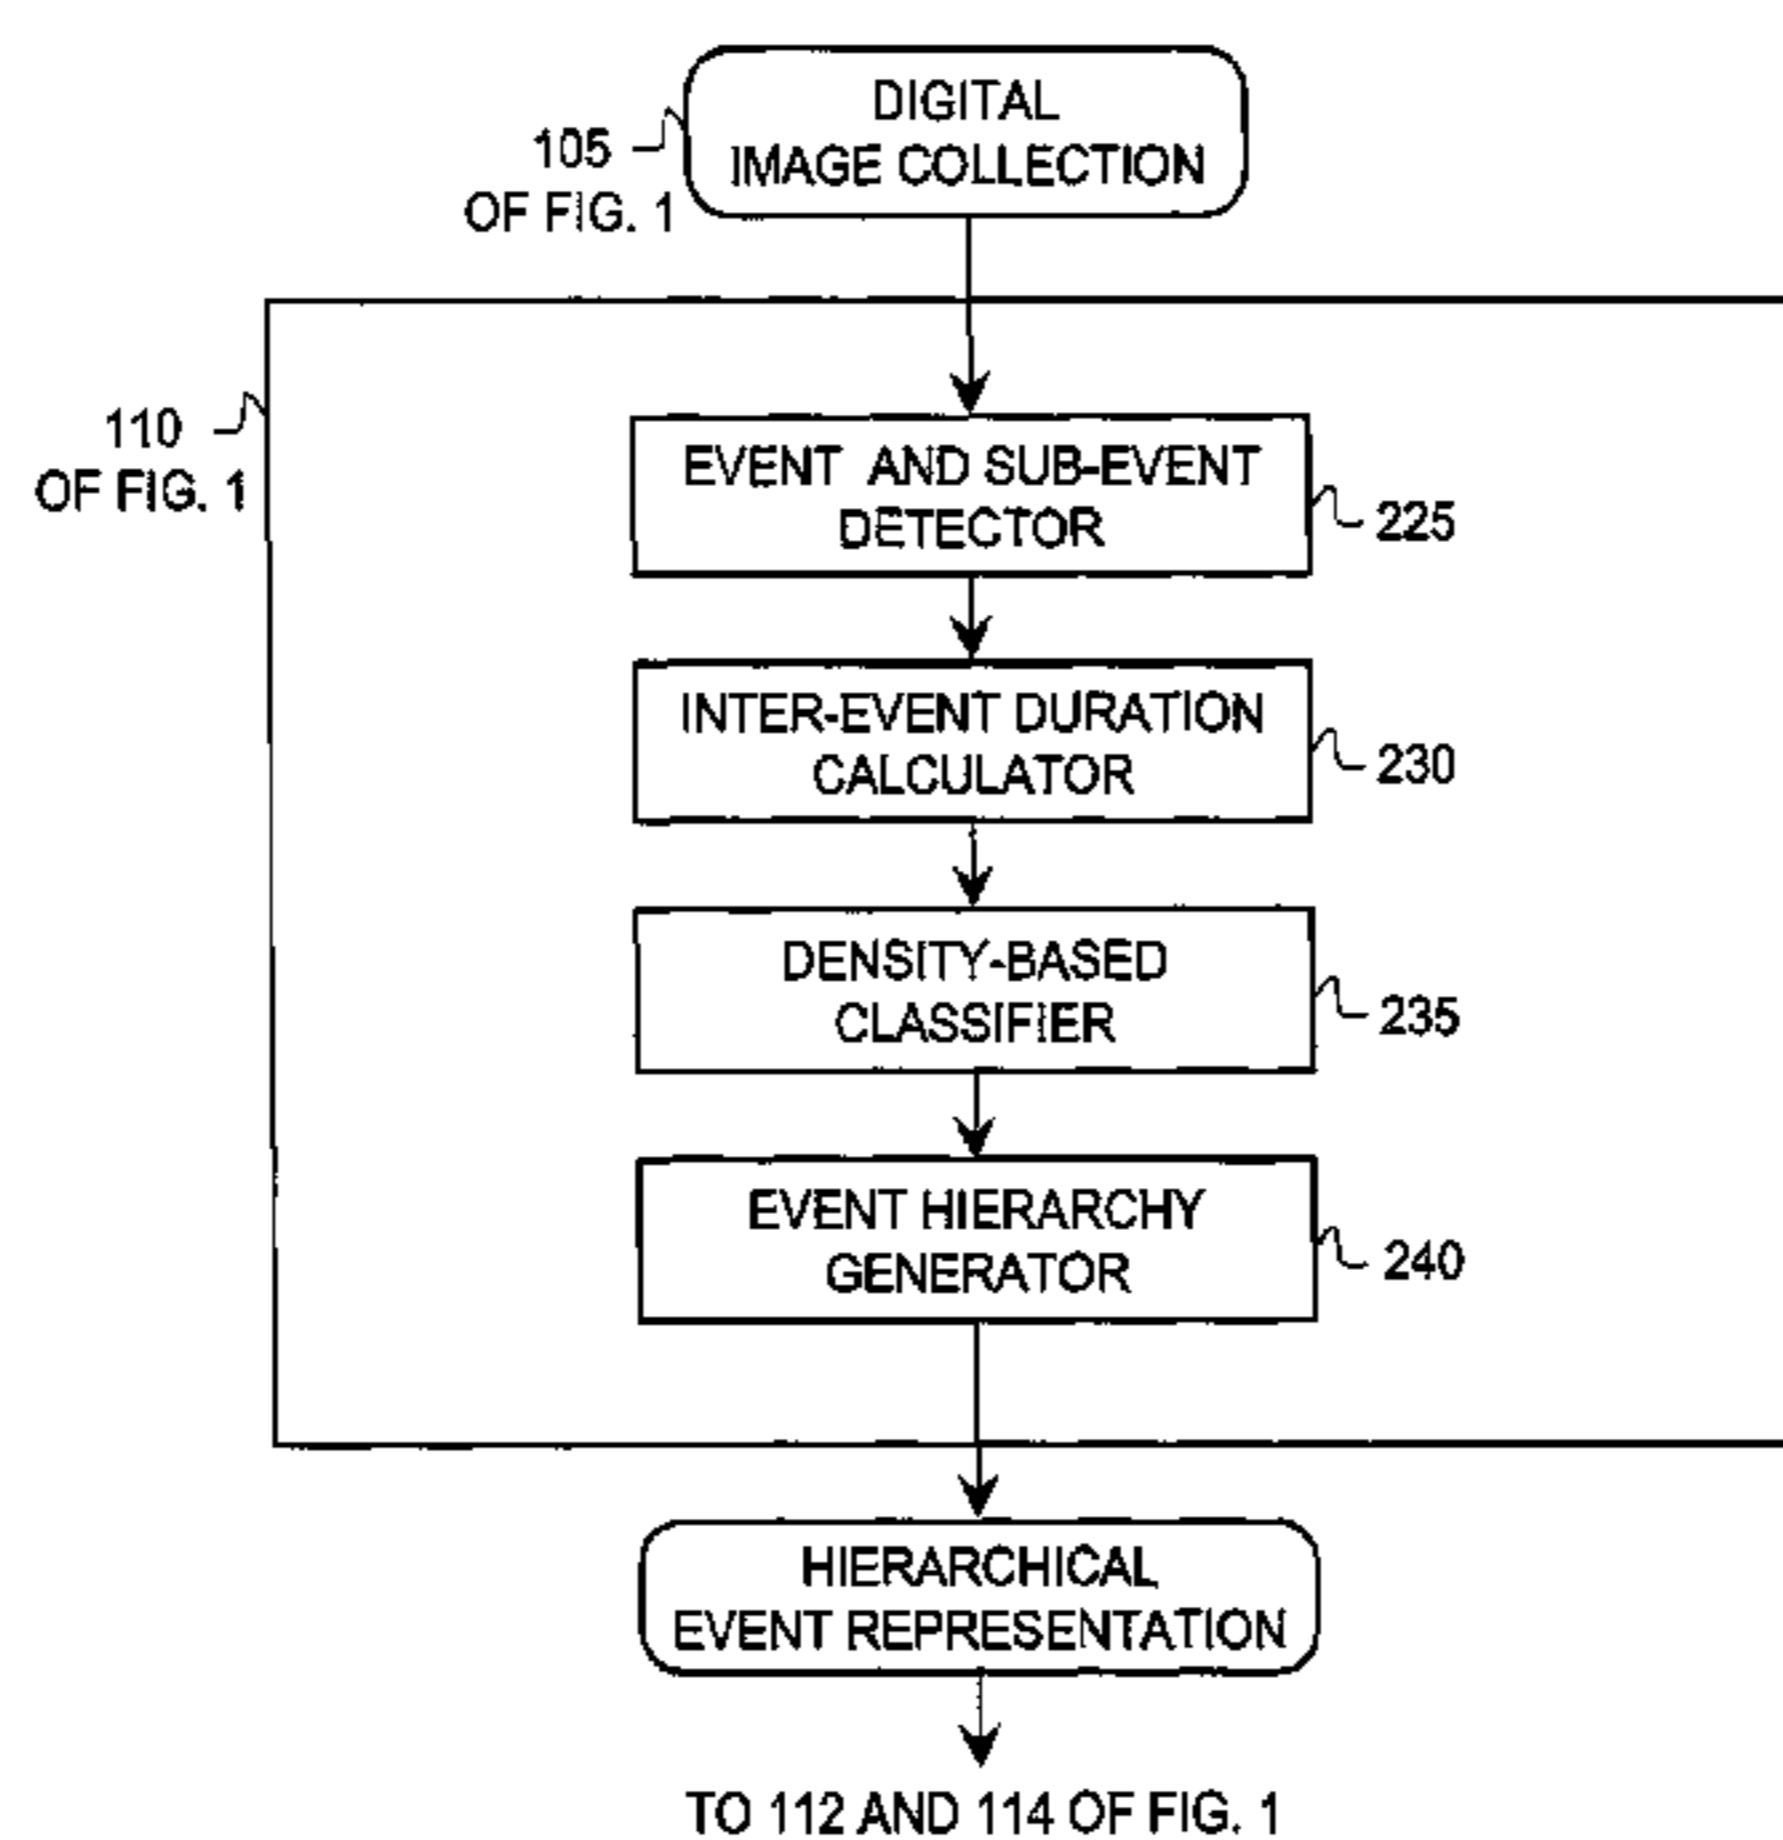 DIGITAL
IMAGE COLLECTION
105
OF FIG. 1
110
OF FIG. 1
EVENT AND SUB-EVENT
DETECTOR
225
INTER-EVENT DURATION
CALCULATOR
230
DENSITY-BASED
CLASSIFIER
235
EVENT HIERARCHY
GENERATOR
240
HIERARCHICAL
EVENT REPRESENTATION
TO 112 AND 114 OF FIG. 1